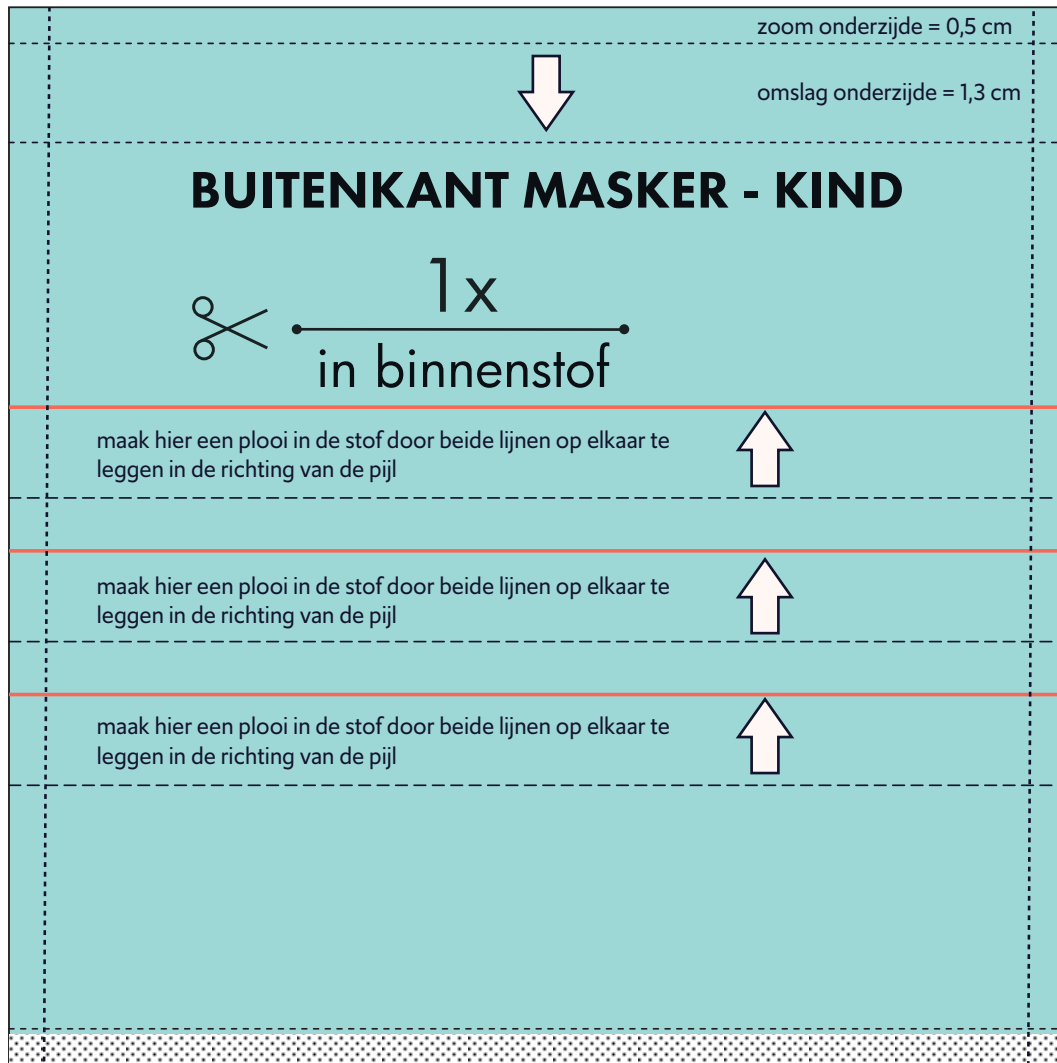 zoom onderzijde = 0,5 cm
omslag onderzijde = 1,3 cm
BUITENKANT MASKER - KIND
1x
in binnenstof
maak hier een plooi in de stof door beide lijnen op elkaar te
leggen in de richting van de pijl
maak hier een plooi in de stof door beide lijnen op elkaar te
leggen in de richting van de pijl
maak hier een plooi in de stof door beide lijnen op elkaar te
leggen in de richting van de pijl